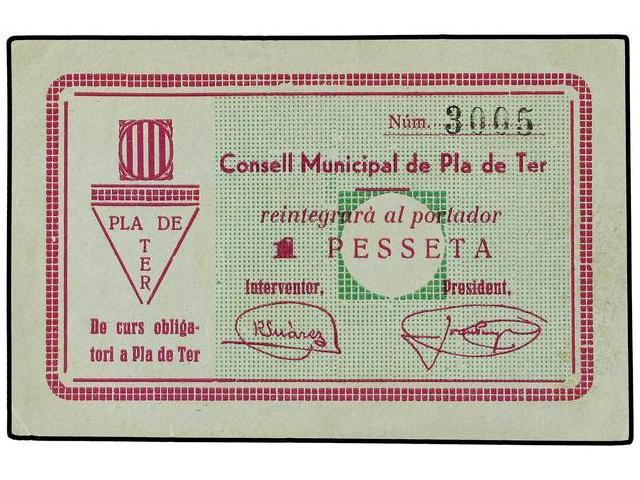 Núm. 3005
Consell Municipal de Pla de Ter
reintegrarà al portador
1 PESSETA
Interventor, President,
PLA DE
TER
De curs obliga-
tori a Pla de Ter